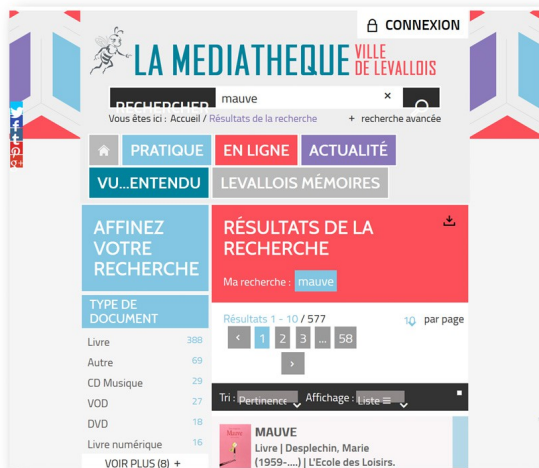 CONNEXION
LA MEDIATHEQUE VILLE DE LEVALLOIS
RECHERCHER mauve ×
Vous êtes ici : Accueil / Résultats de la recherche + recherche avancée
PRATIQUE EN LIGNE ACTUALITÉ
VU...ENTENDU LEVALLOIS MÉMOIRES
AFFINEZ
VOTRE
RECHERCHE
TYPE DE
DOCUMENT
Livre 388
Autre 69
CD Musique 29
VOD 27
DVD 18
Livre numérique 16
VOIR PLUS (8) +
RÉSULTATS DE LA
RECHERCHE
Ma recherche : mauve
Résultats 1 - 10 / 577
10 par page
‹ 1 2 3 ... 58
›
Tri : Pertinence Affichage : Liste
MAUVE
Livre | Desplechin, Marie
(1959-....) | L'Ecole des Loisirs.